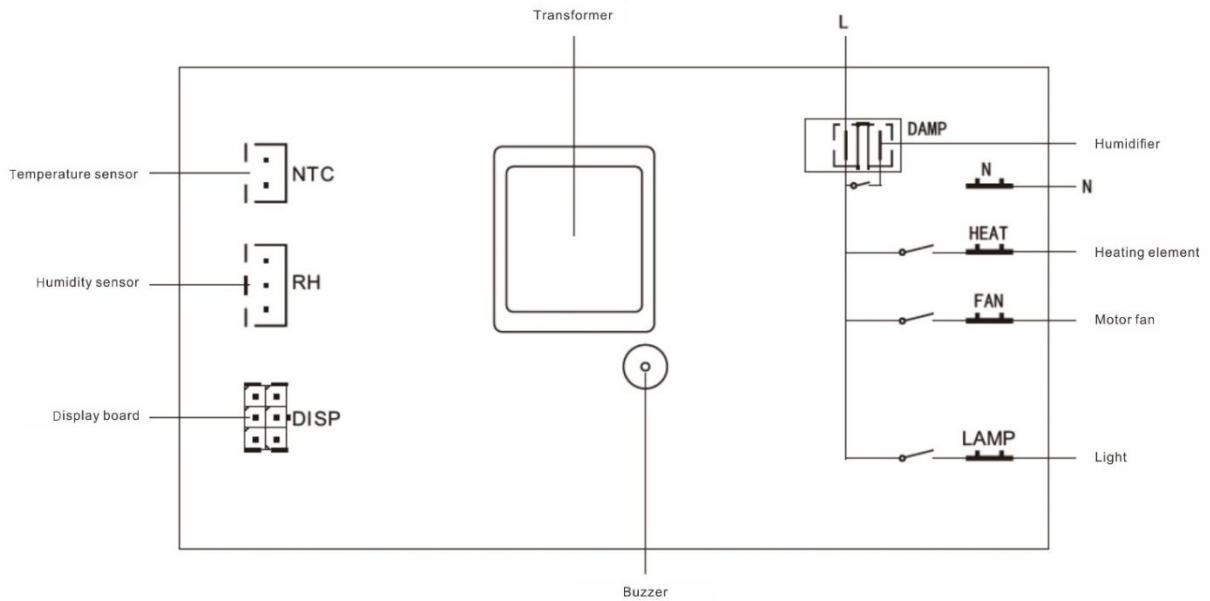 Transformer
L
DAMP
Humidifier
Temperature sensor
NTC
N
N
HEAT
Heating element
Humidity sensor
RH
FAN
Motor fan
Display board
DISP
LAMP
Light
Buzzer